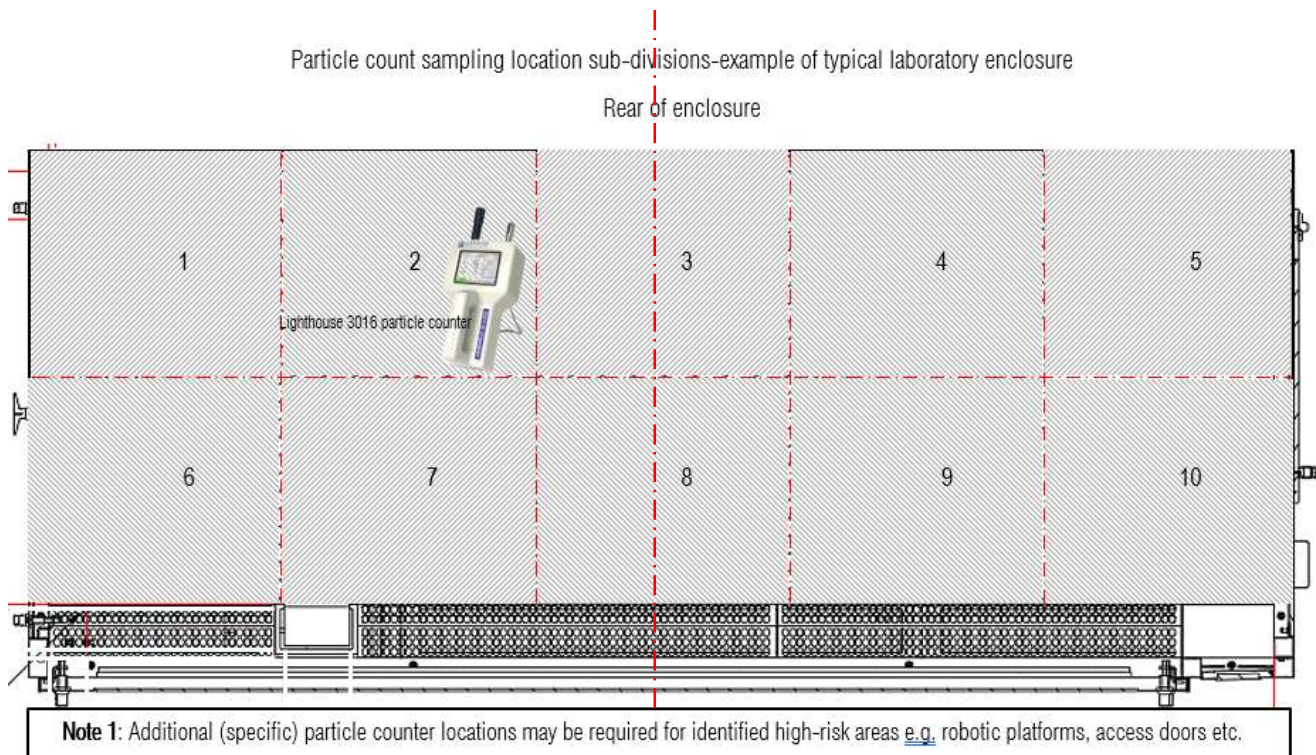 Particle count sampling location sub-divisions-example of typical laboratory enclosure
Rear of enclosure
1 2 3 4 5
Lighthouse 3016 particle counter
6 7 8 9 10
Note 1: Additional (specific) particle counter locations may be required for identified high-risk areas e.g. robotic platforms, access doors etc.